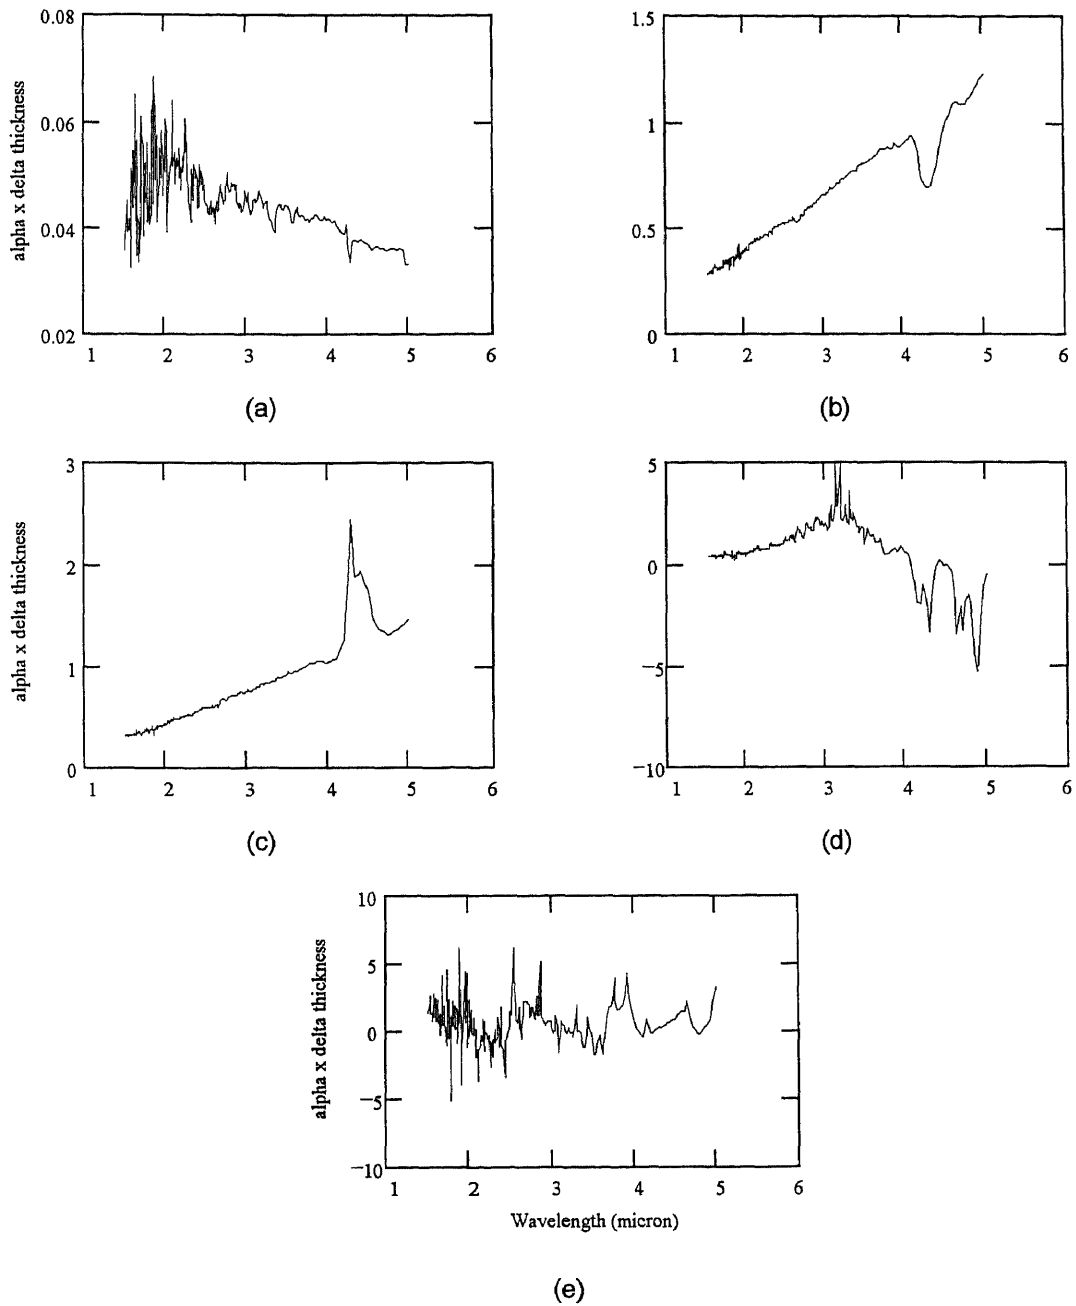 0.08
0.06
0.04
0.02
alpha x delta thickness
1 2 3 4 5 6
(a)
1.5
1
0.5
0
1 2 3 4 5 6
(b)
3
2
1
0
alpha x delta thickness
1 2 3 4 5 6
(c)
5
0
−5
−10
1 2 3 4 5 6
(d)
10
5
0
−5
−10
alpha x delta thickness
1 2 3 4 5 6
Wavelength (micron)
(e)